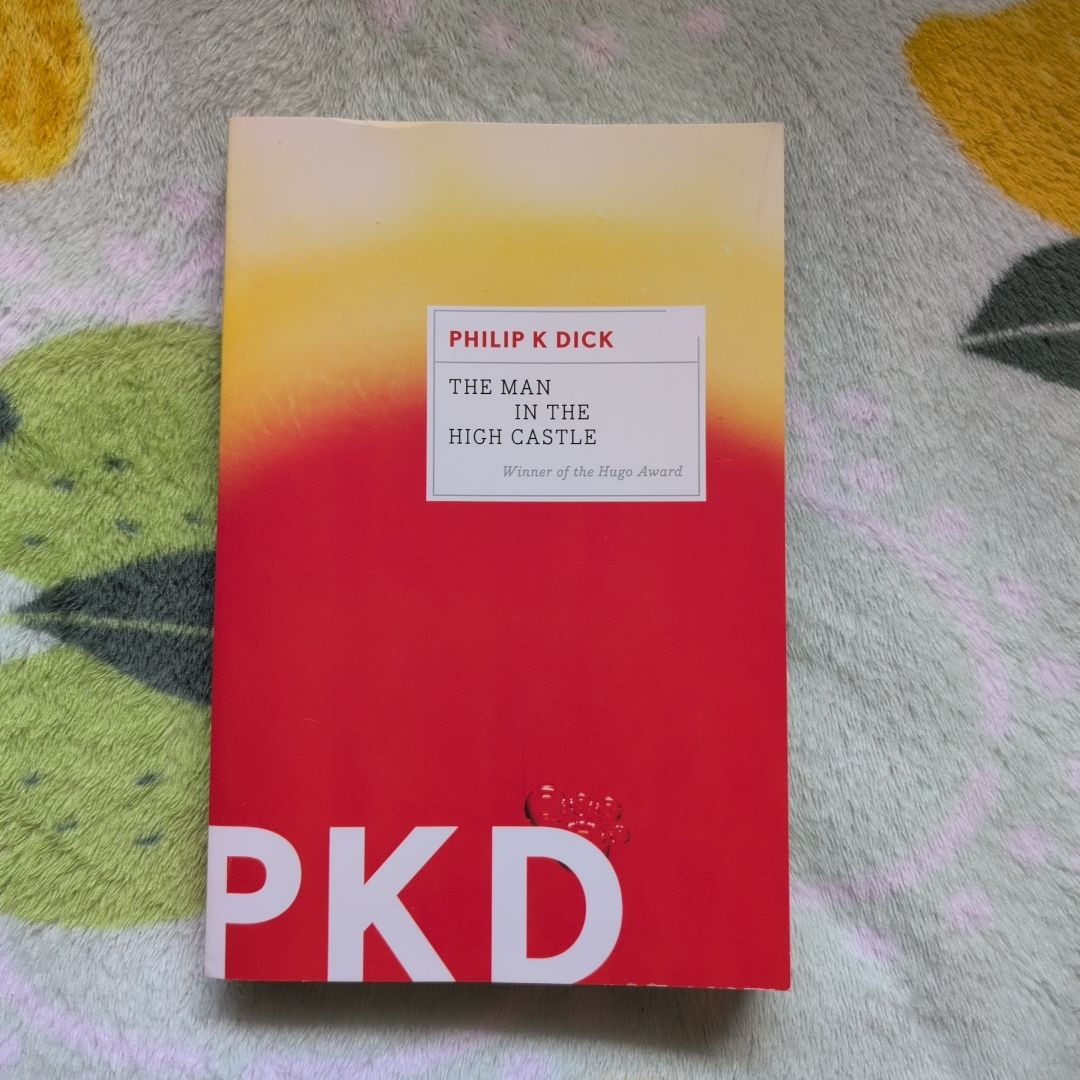 PHILIP K DICK
THE MAN
IN THE
HIGH CASTLE
Winner of the Hugo Award
PKD